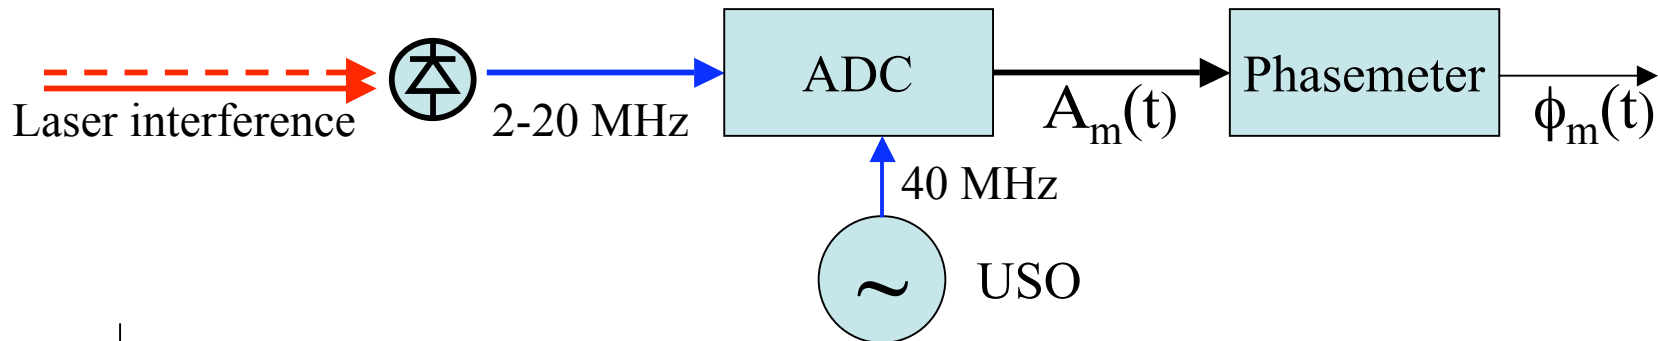 Laser interference
2-20 MHz
ADC
40 MHz
~
USO
Aₘ(t)
Phasemeter
ϕₘ(t)